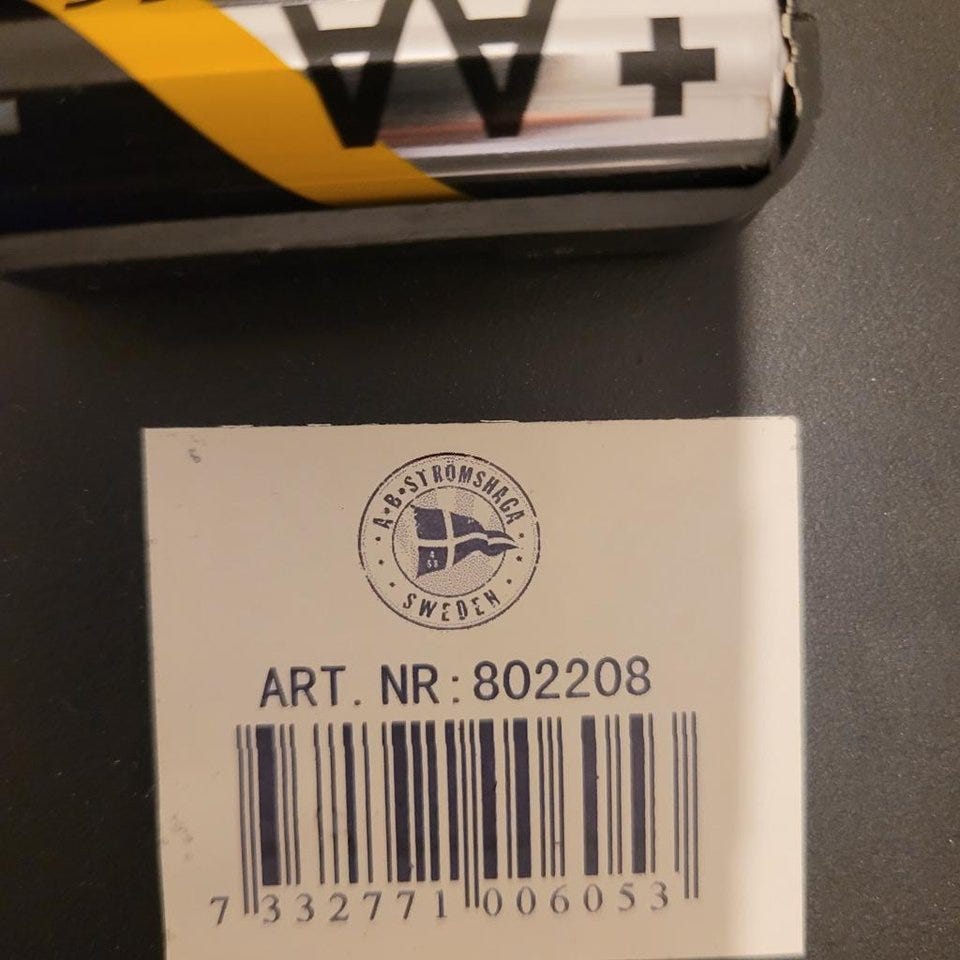 AA +
A•B•STRÖMSHAGA
SWEDEN
ART. NR: 802208
7 332771 006053